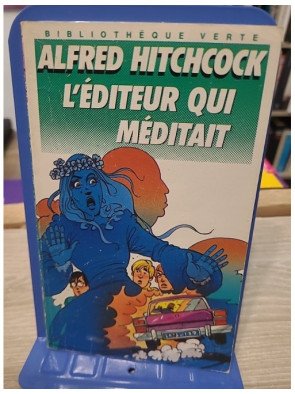 BIBLIOTHÈQUE VERTE
ALFRED HITCHCOCK
L'ÉDITEUR QUI
MÉDITAIT